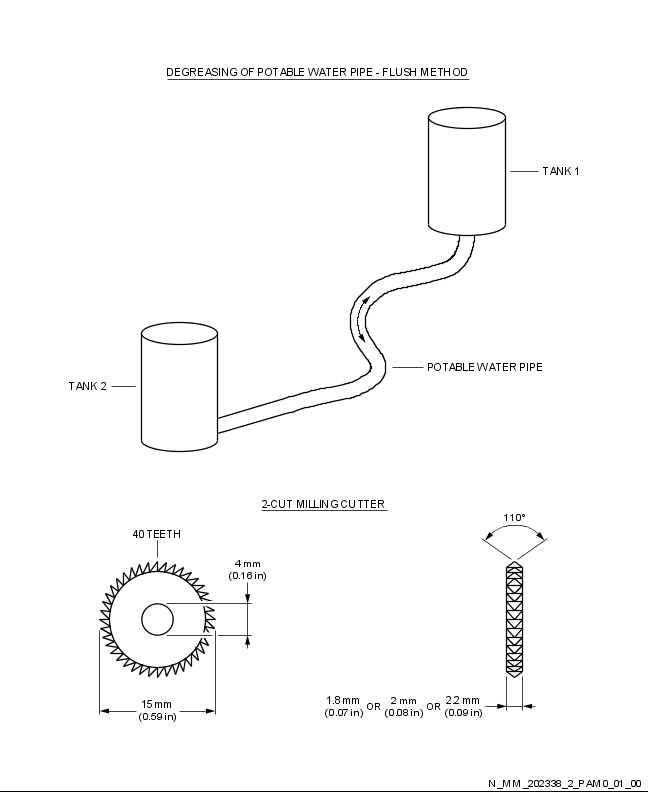 DEGREASING OF POTABLE WATER PIPE - FLUSH METHOD
TANK 1
POTABLE WATER PIPE
TANK 2
2-CUT MILLING CUTTER
40 TEETH
110°
4 mm
(0.16 in)
15 mm
(0.59 in)
1.8 mm OR 2 mm OR 2.2 mm
(0.07 in) (0.08 in) (0.09 in)
N_MM_202338_2_PAM0_01_00